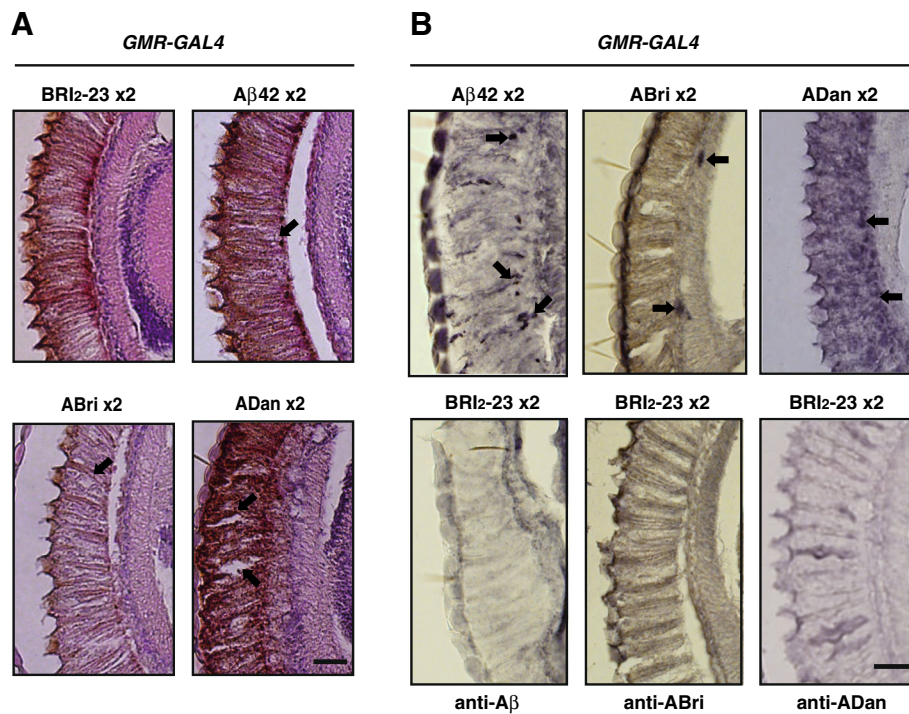 A
B
GMR-GAL4
GMR-GAL4
BRI₂-23 x2
Aβ42 x2
Aβ42 x2
ABri x2
ADan x2
ABri x2
ADan x2
BRI₂-23 x2
BRI₂-23 x2
BRI₂-23 x2
anti-Aβ
anti-ABri
anti-ADan